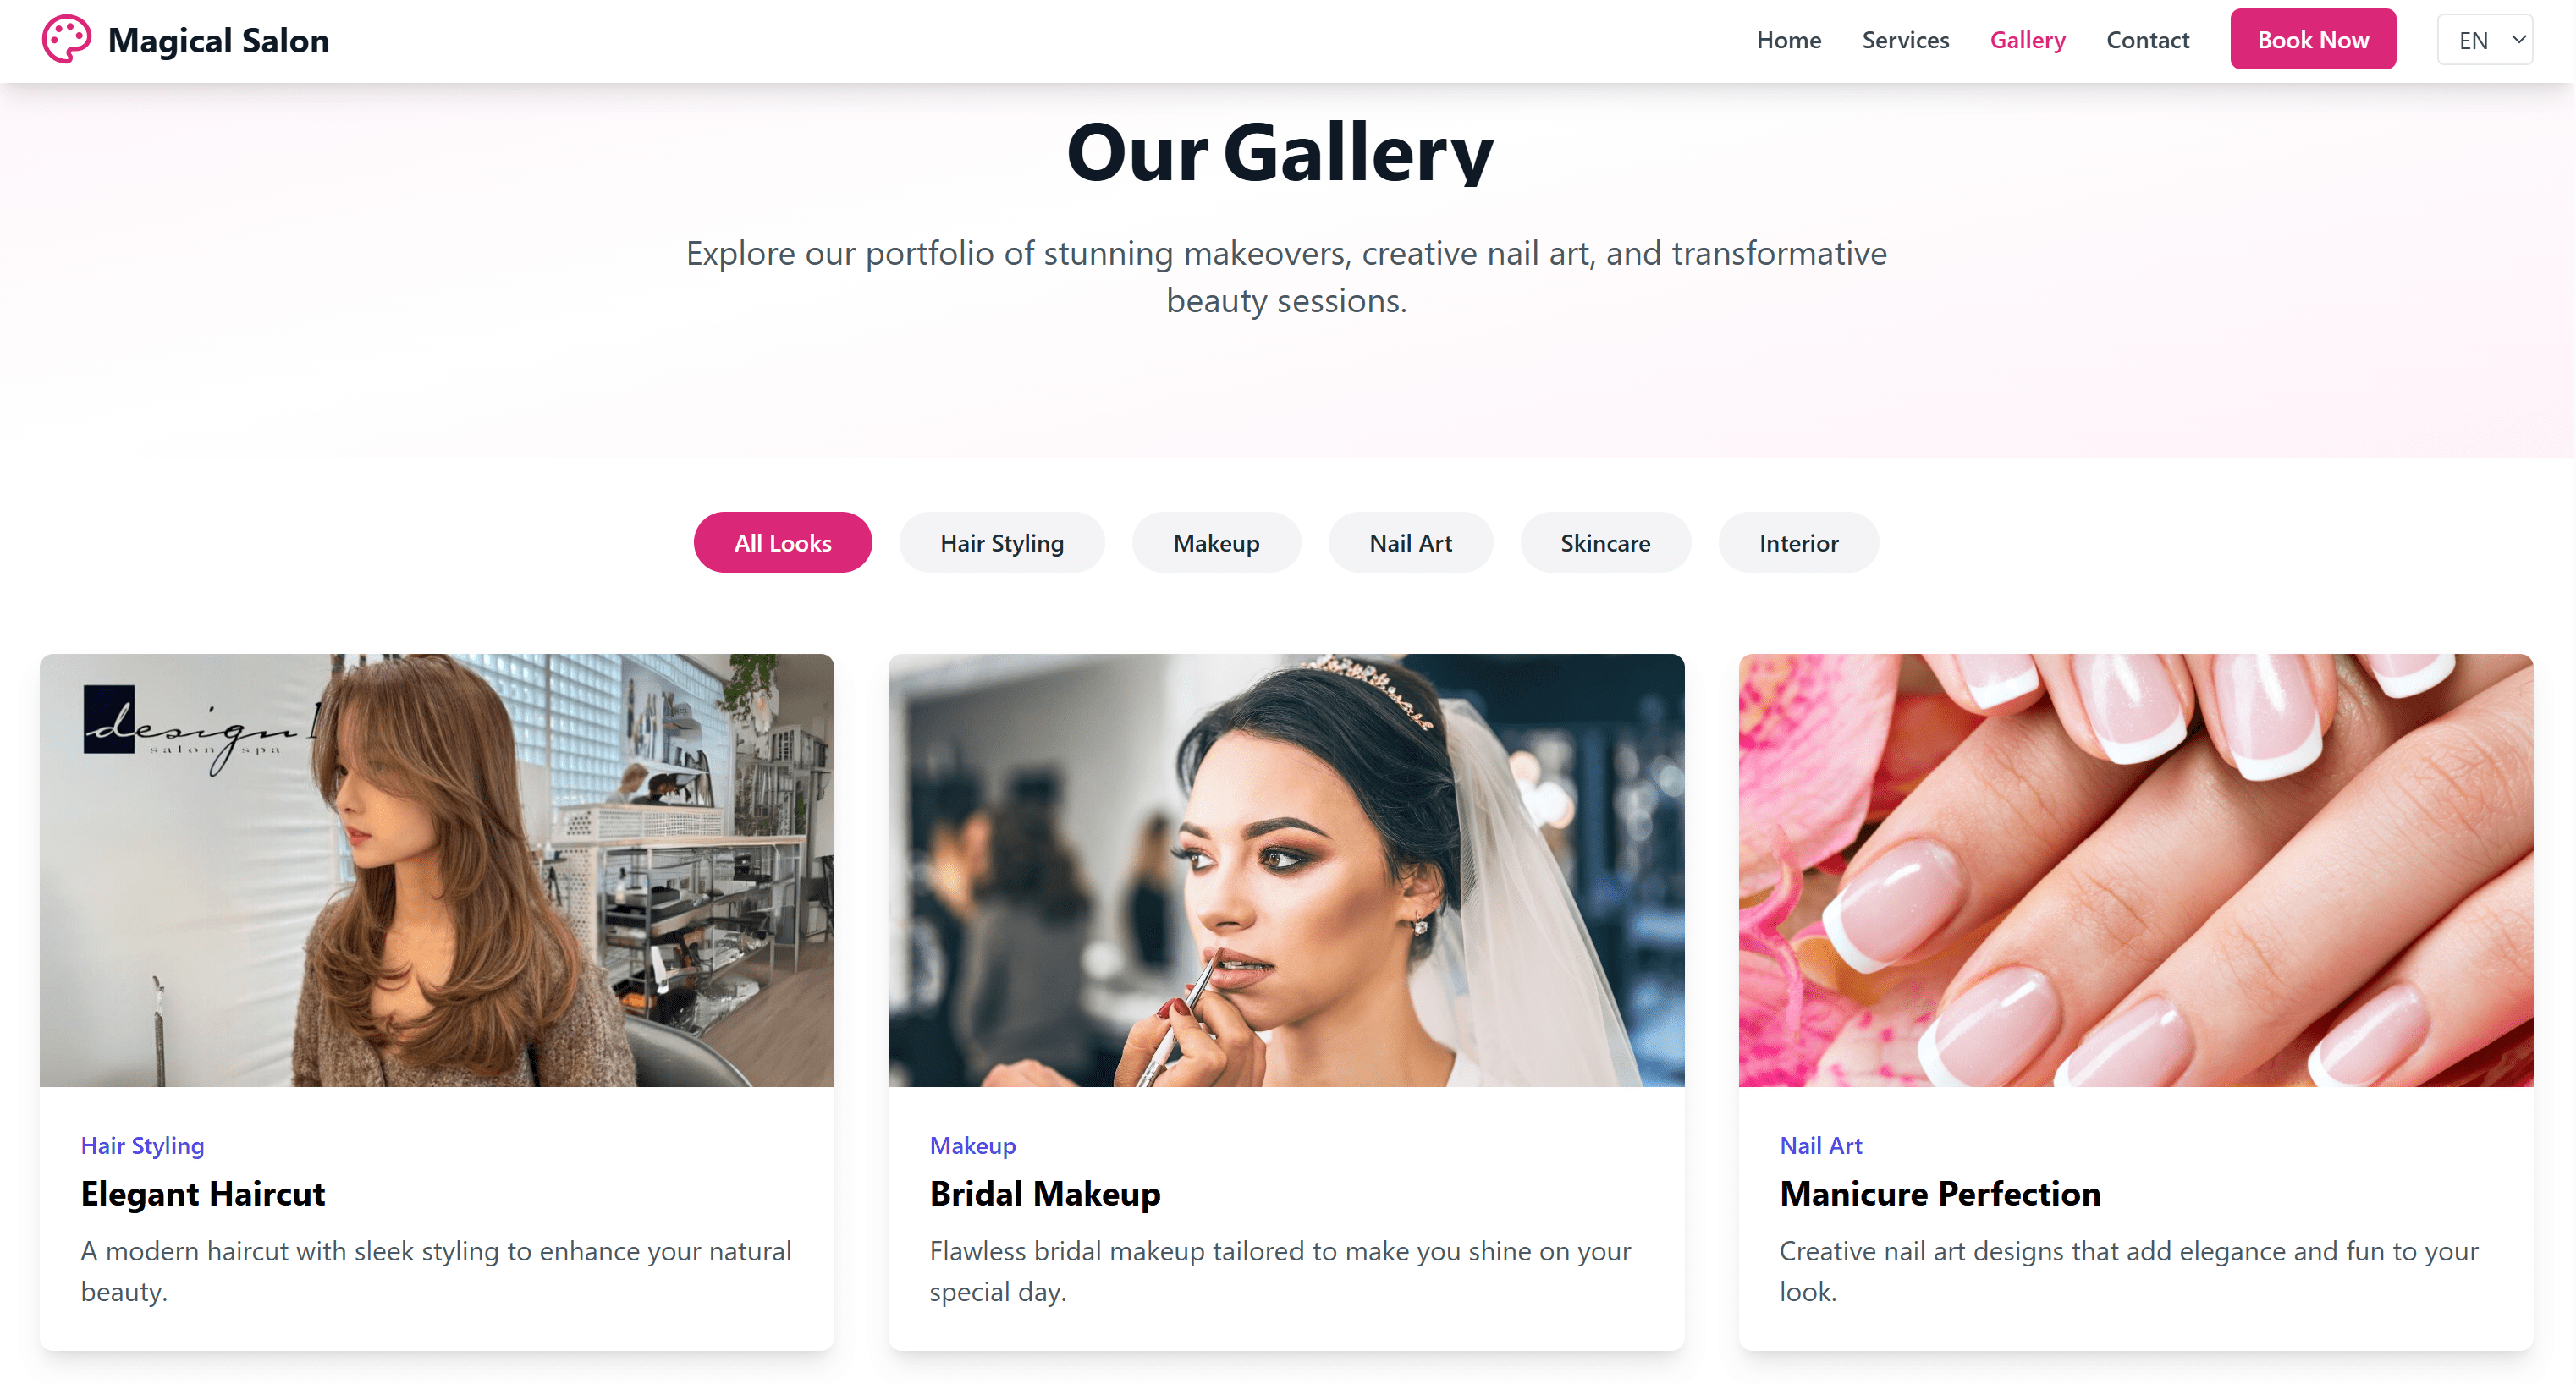 Magical Salon
Home
Services
Gallery
Contact
Book Now
EN
Our Gallery
Explore our portfolio of stunning makeovers, creative nail art, and transformative
beauty sessions.
All Looks
Hair Styling
Makeup
Nail Art
Skincare
Interior
design
salon spa
Hair Styling
Elegant Haircut
A modern haircut with sleek styling to enhance your natural
beauty.
Makeup
Bridal Makeup
Flawless bridal makeup tailored to make you shine on your
special day.
Nail Art
Manicure Perfection
Creative nail art designs that add elegance and fun to your
look.